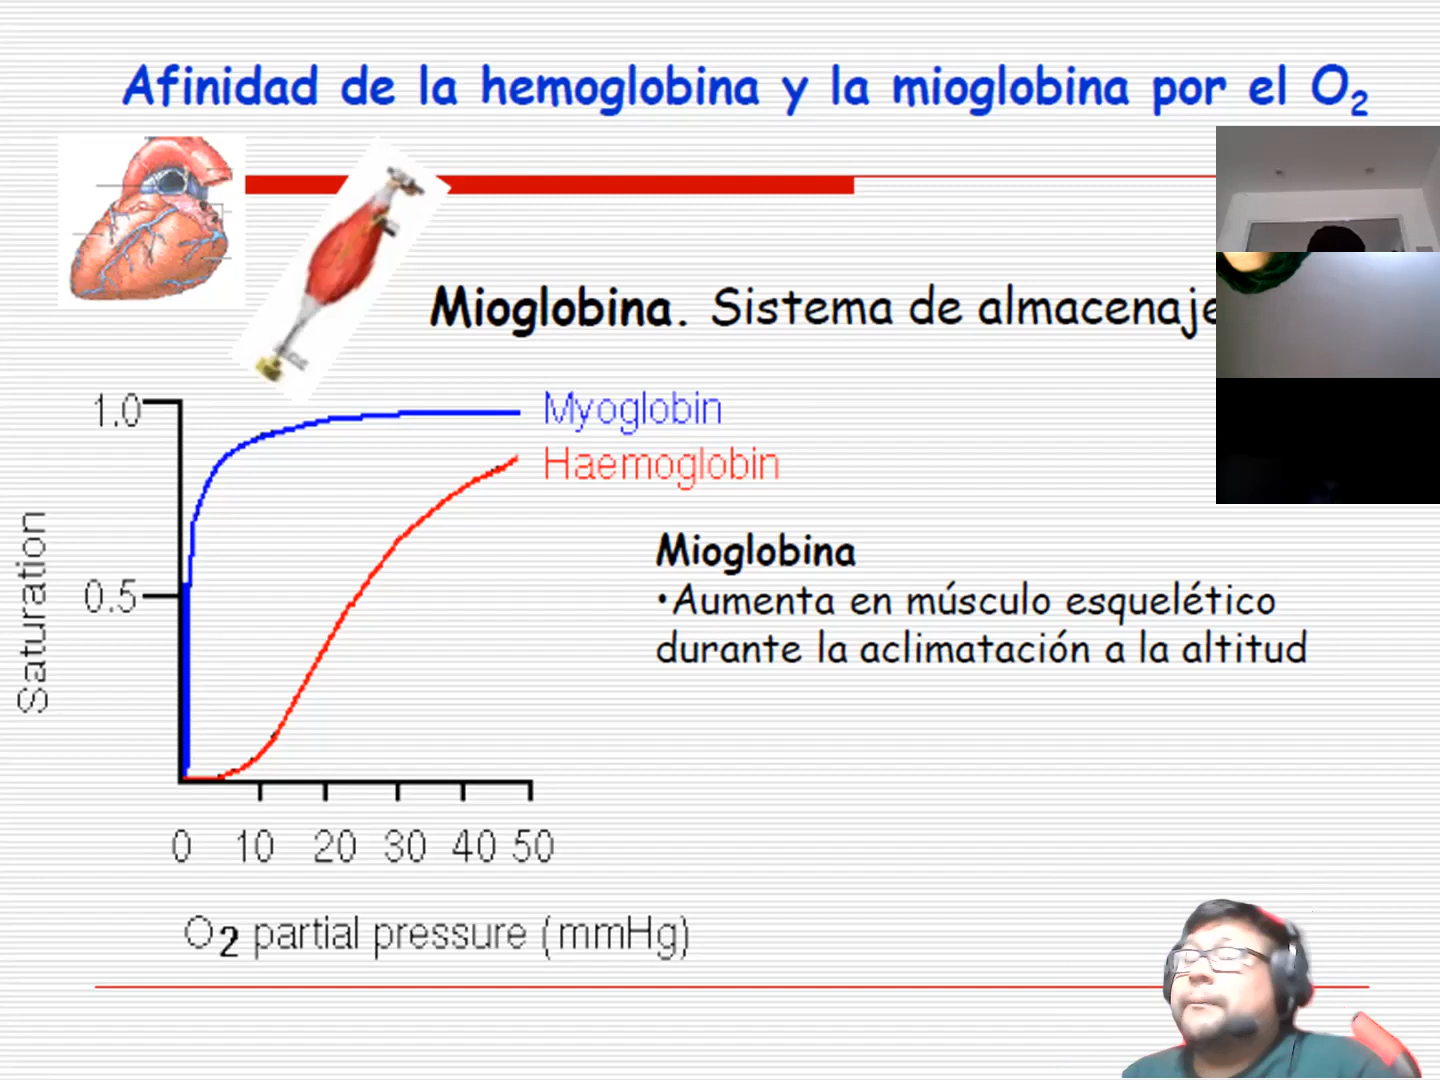 Afinidad de la hemoglobina y la mioglobina por el O₂
Mioglobina. Sistema de almacenaje
1.0
Myoglobin
Haemoglobin
0.5
Saturation
Mioglobina
•Aumenta en músculo esquelético
durante la aclimatación a la altitud
0 10 20 30 40 50
O2 partial pressure (mmHg)